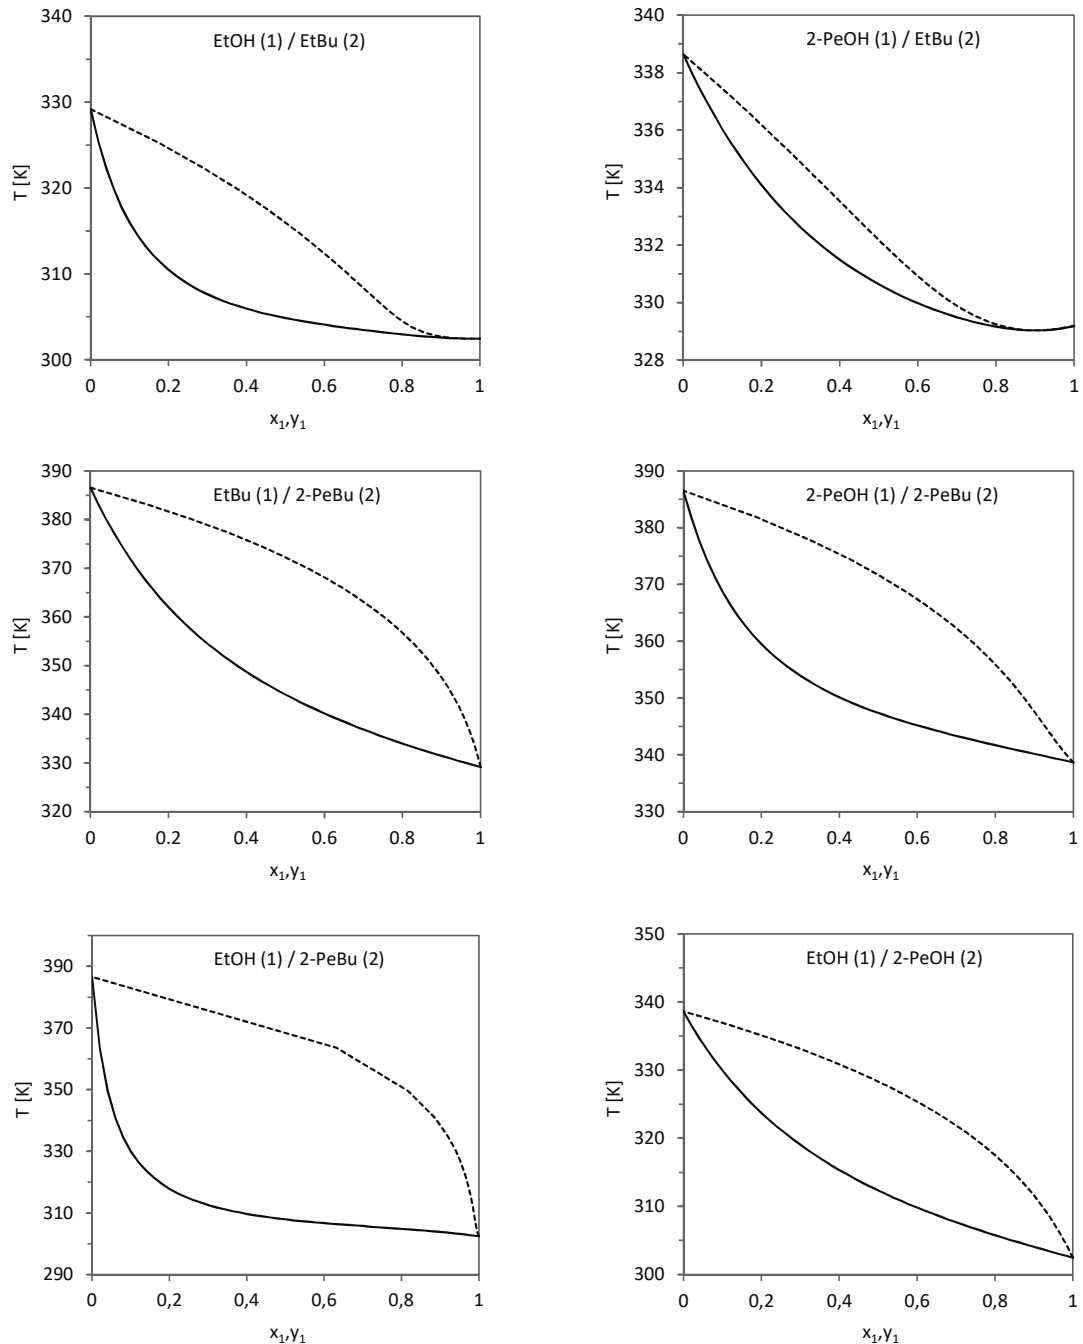 EtOH (1) / EtBu (2)
T [K]
340
330
320
310
300
0 0.2 0.4 0.6 0.8 1
x1,y1
2-PeOH (1) / EtBu (2)
T [K]
340
338
336
334
332
330
328
0 0.2 0.4 0.6 0.8 1
x1,y1
EtBu (1) / 2-PeBu (2)
T [K]
390
380
370
360
350
340
330
320
0 0.2 0.4 0.6 0.8 1
x1,y1
2-PeOH (1) / 2-PeBu (2)
T [K]
390
380
370
360
350
340
330
0 0.2 0.4 0.6 0.8 1
x1,y1
EtOH (1) / 2-PeBu (2)
T [K]
390
370
350
330
310
290
0 0,2 0,4 0,6 0,8 1
x1,y1
EtOH (1) / 2-PeOH (2)
T [K]
350
340
330
320
310
300
0 0,2 0,4 0,6 0,8 1
x1,y1